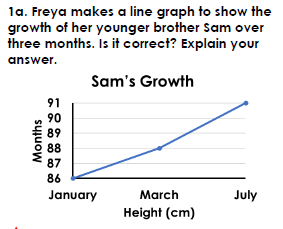 1a. Freya makes a line graph to show the
growth of her younger brother Sam over
three months. Is it correct? Explain your
answer.
Sam's Growth
91
90
89
88
87
86
Months
January March July
Height (cm)